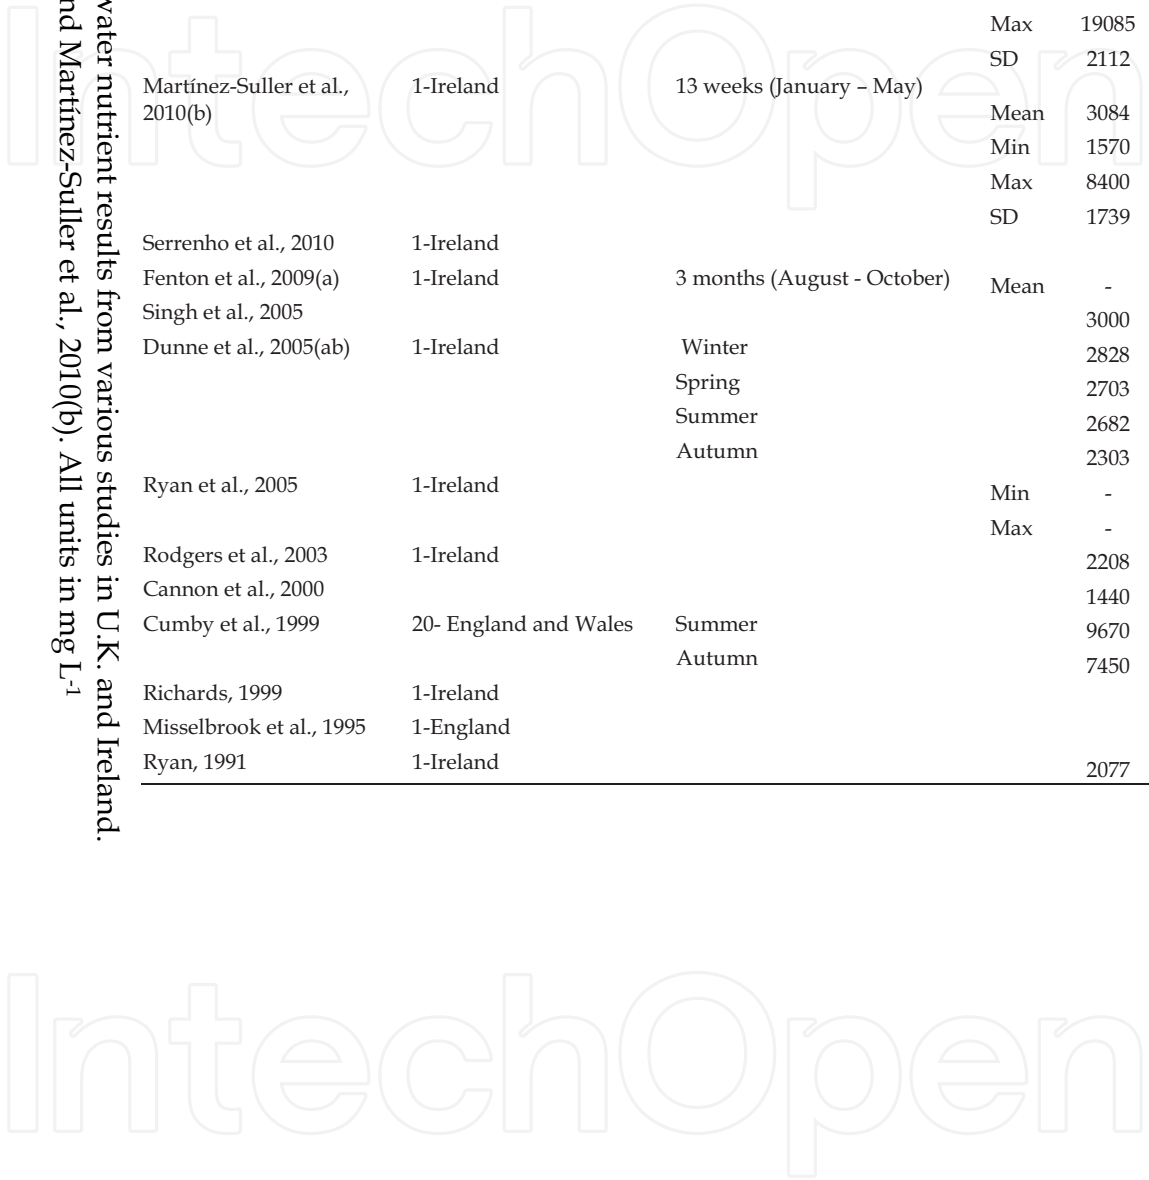 Max 19085
SD 2112
Martínez-Suller et al., 2010(b) 1-Ireland 13 weeks (January – May)
Mean 3084
Min 1570
Max 8400
SD 1739
Serrenho et al., 2010 1-Ireland
Fenton et al., 2009(a) 1-Ireland 3 months (August - October) Mean -
Singh et al., 2005 3000
Dunne et al., 2005(ab) 1-Ireland Winter 2828
Spring 2703
Summer 2682
Autumn 2303
Ryan et al., 2005 1-Ireland Min -
Max -
Rodgers et al., 2003 1-Ireland 2208
Cannon et al., 2000 1440
Cumby et al., 1999 20- England and Wales Summer 9670
Autumn 7450
Richards, 1999 1-Ireland
Misselbrook et al., 1995 1-England
Ryan, 1991 1-Ireland 2077
water nutrient results from various studies in U.K. and Ireland.
nd Martínez-Suller et al., 2010(b). All units in mg L-1
IntechOpen
IntechOpen